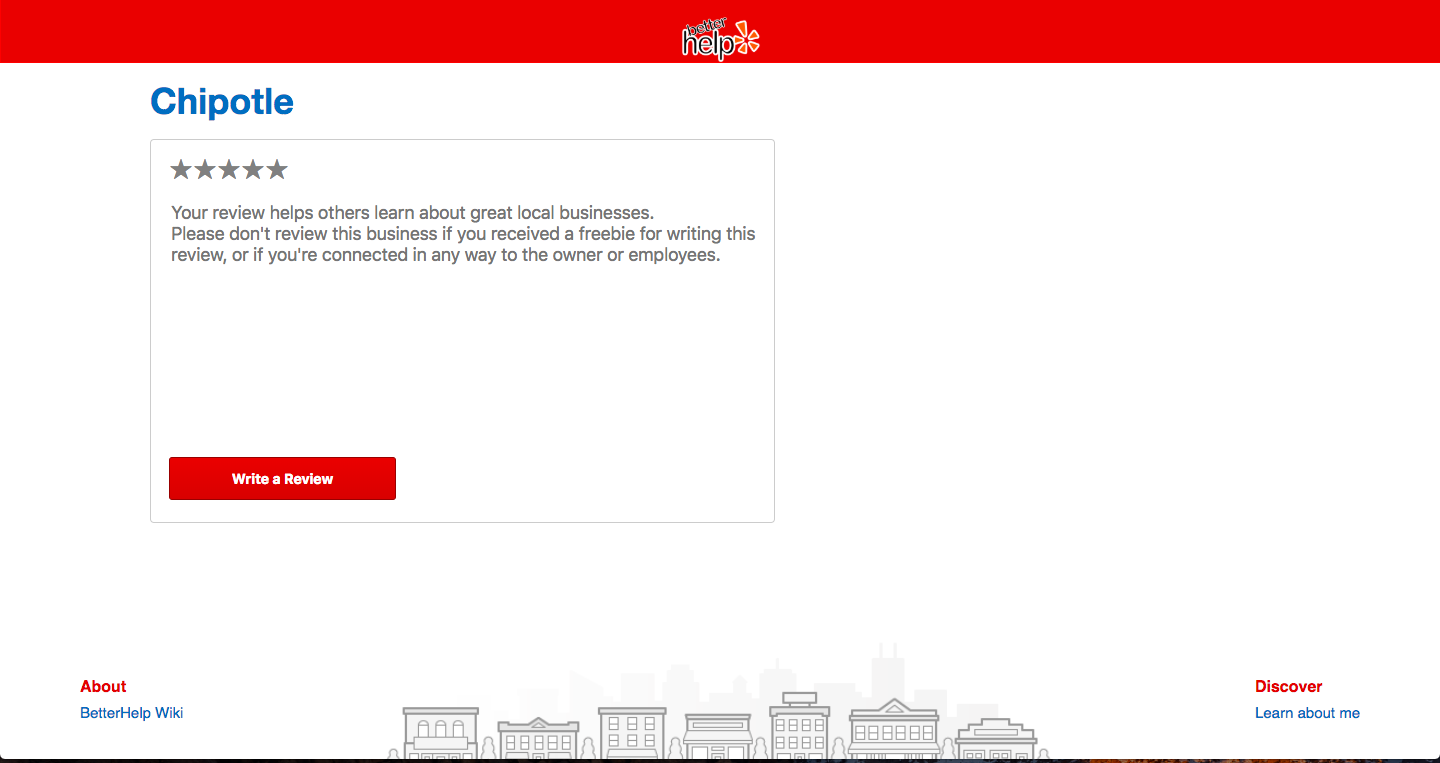 better
help
Chipotle
Your review helps others learn about great local businesses.
Please don't review this business if you received a freebie for writing this
review, or if you're connected in any way to the owner or employees.
Write a Review
About
BetterHelp Wiki
Discover
Learn about me